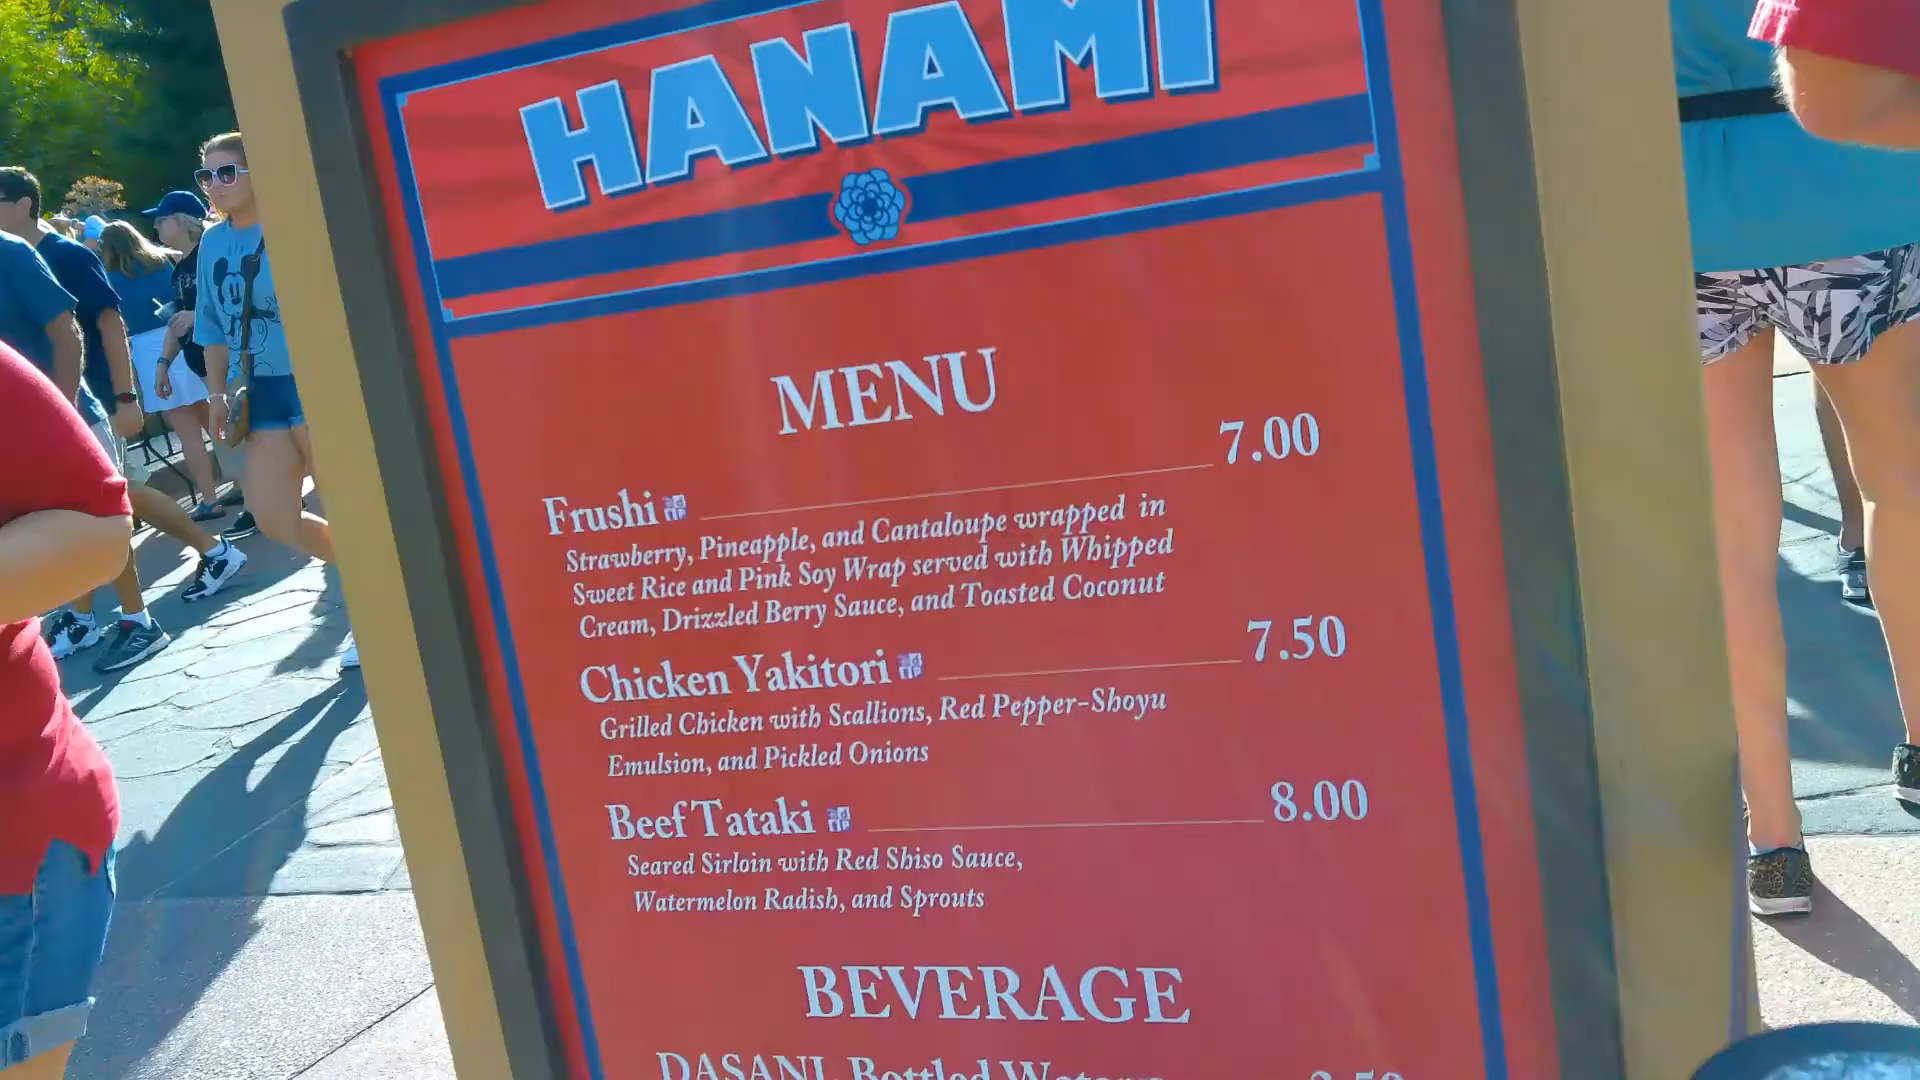 HANAMI
MENU
Frushi 7.00
Strawberry, Pineapple, and Cantaloupe wrapped in
Sweet Rice and Pink Soy Wrap served with Whipped
Cream, Drizzled Berry Sauce, and Toasted Coconut
Chicken Yakitori 7.50
Grilled Chicken with Scallions, Red Pepper-Shoyu
Emulsion, and Pickled Onions
Beef Tataki 8.00
Seared Sirloin with Red Shiso Sauce,
Watermelon Radish, and Sprouts
BEVERAGE
DASANI Bottled Water